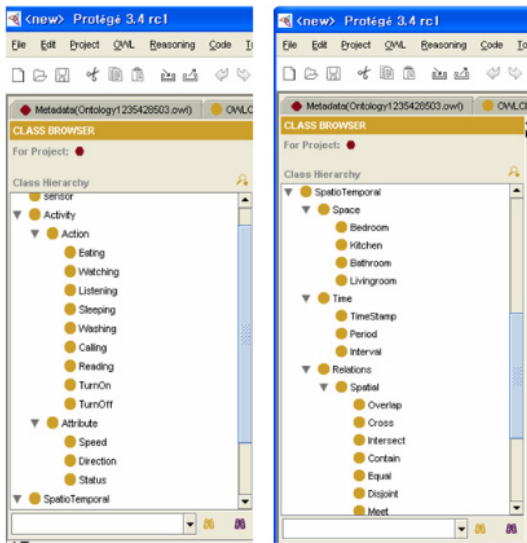 <new> Protégé 3.4 rc1
File Edit Project OWL Reasoning Code
Metadata(Ontology1235428503.owl) OWLC
CLASS BROWSER
For Project:
Class Hierarchy
sensor
Activity
Action
Eating
Watching
Listening
Sleeping
Washing
Calling
Reading
TurnOn
TurnOff
Attribute
Speed
Direction
Status
SpatioTemporal
<new> Protégé 3.4 rc1
File Edit Project OWL Reasoning Code
Metadata(Ontology1235428503.owl) OWLCl
CLASS BROWSER
For Project:
Class Hierarchy
SpatioTemporal
Space
Bedroom
Kitchen
Bathroom
Livingroom
Time
TimeStamp
Period
Interval
Relations
Spatial
Overlap
Cross
Intersect
Contain
Equal
Disjoint
Meet